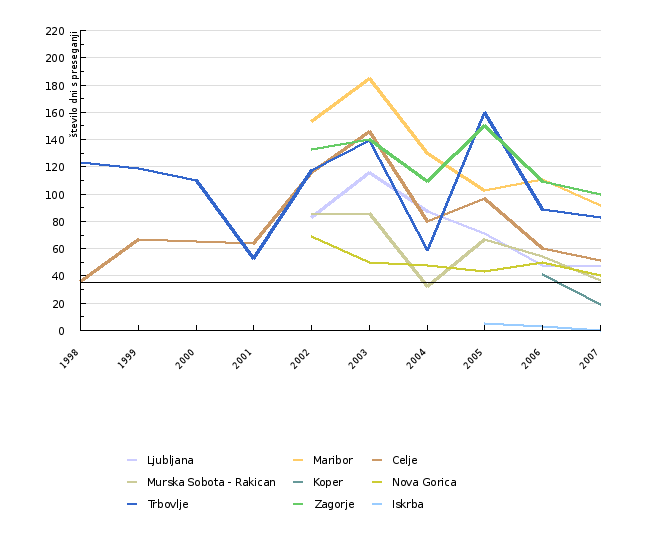 220
200
180
160
140
120
100
80
60
40
20
0
število dni s preseganji
1998
1999
2000
2001
2002
2003
2004
2005
2006
2007
Ljubljana
Maribor
Celje
Murska Sobota - Rakican
Koper
Nova Gorica
Trbovlje
Zagorje
Iskrba